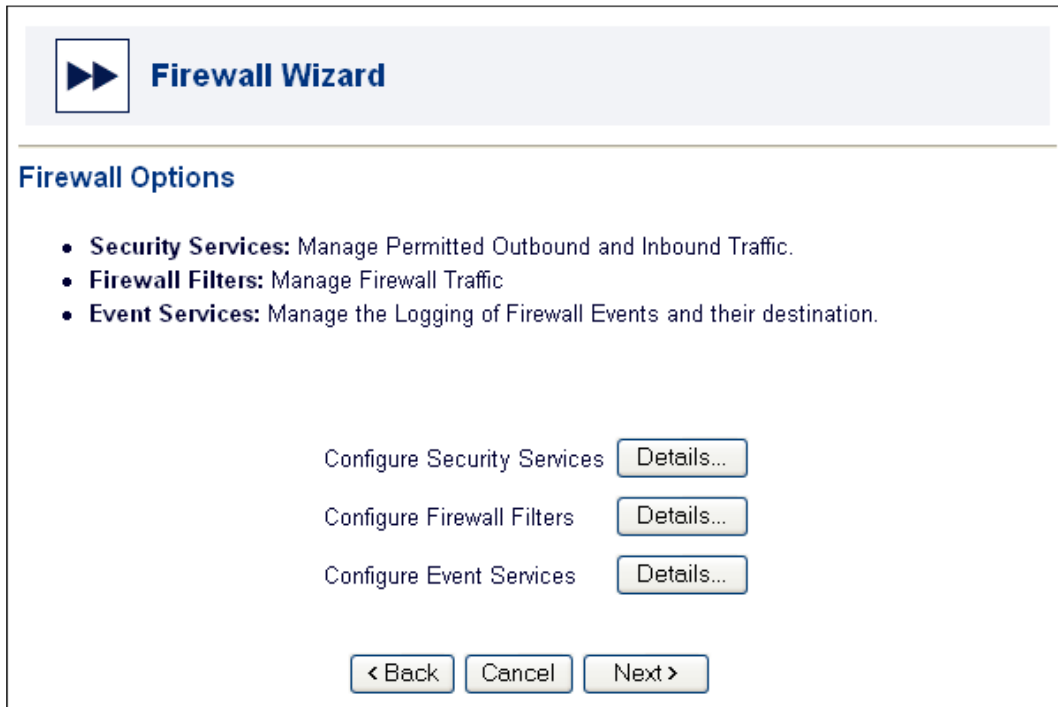 Firewall Wizard
Firewall Options
• Security Services: Manage Permitted Outbound and Inbound Traffic.
• Firewall Filters: Manage Firewall Traffic
• Event Services: Manage the Logging of Firewall Events and their destination.
Configure Security Services Details...
Configure Firewall Filters Details...
Configure Event Services Details...
< Back Cancel Next >